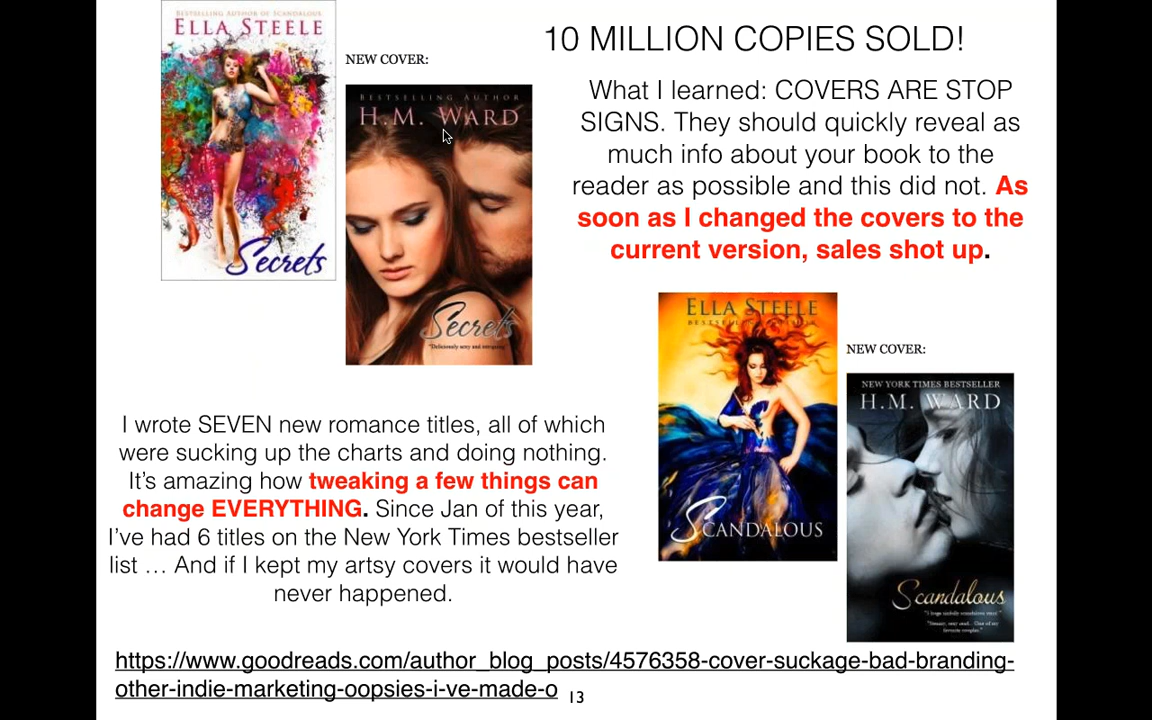 BESTSELLING AUTHOR OF SCANDALOUS
ELLA STEELE
Secrets
NEW COVER:
BESTSELLING AUTHOR
H.M. WARD
Secrets
"Deliciously sexy and
10 MILLION COPIES SOLD!
What I learned: COVERS ARE STOP
SIGNS. They should quickly reveal as
much info about your book to the
reader as possible and this did not. As
soon as I changed the covers to the
current version, sales shot up.
ELLA STEELE
SCANDALOUS
NEW COVER:
NEW YORK TIMES BESTSELLER
H.M. WARD
Scandalous
I wrote SEVEN new romance titles, all of which
were sucking up the charts and doing nothing.
It's amazing how tweaking a few things can
change EVERYTHING. Since Jan of this year,
I've had 6 titles on the New York Times bestseller
list … And if I kept my artsy covers it would have
never happened.
https://www.goodreads.com/author_blog_posts/4576358-cover-suckage-bad-branding-
other-indie-marketing-oopsies-i-ve-made-o
13